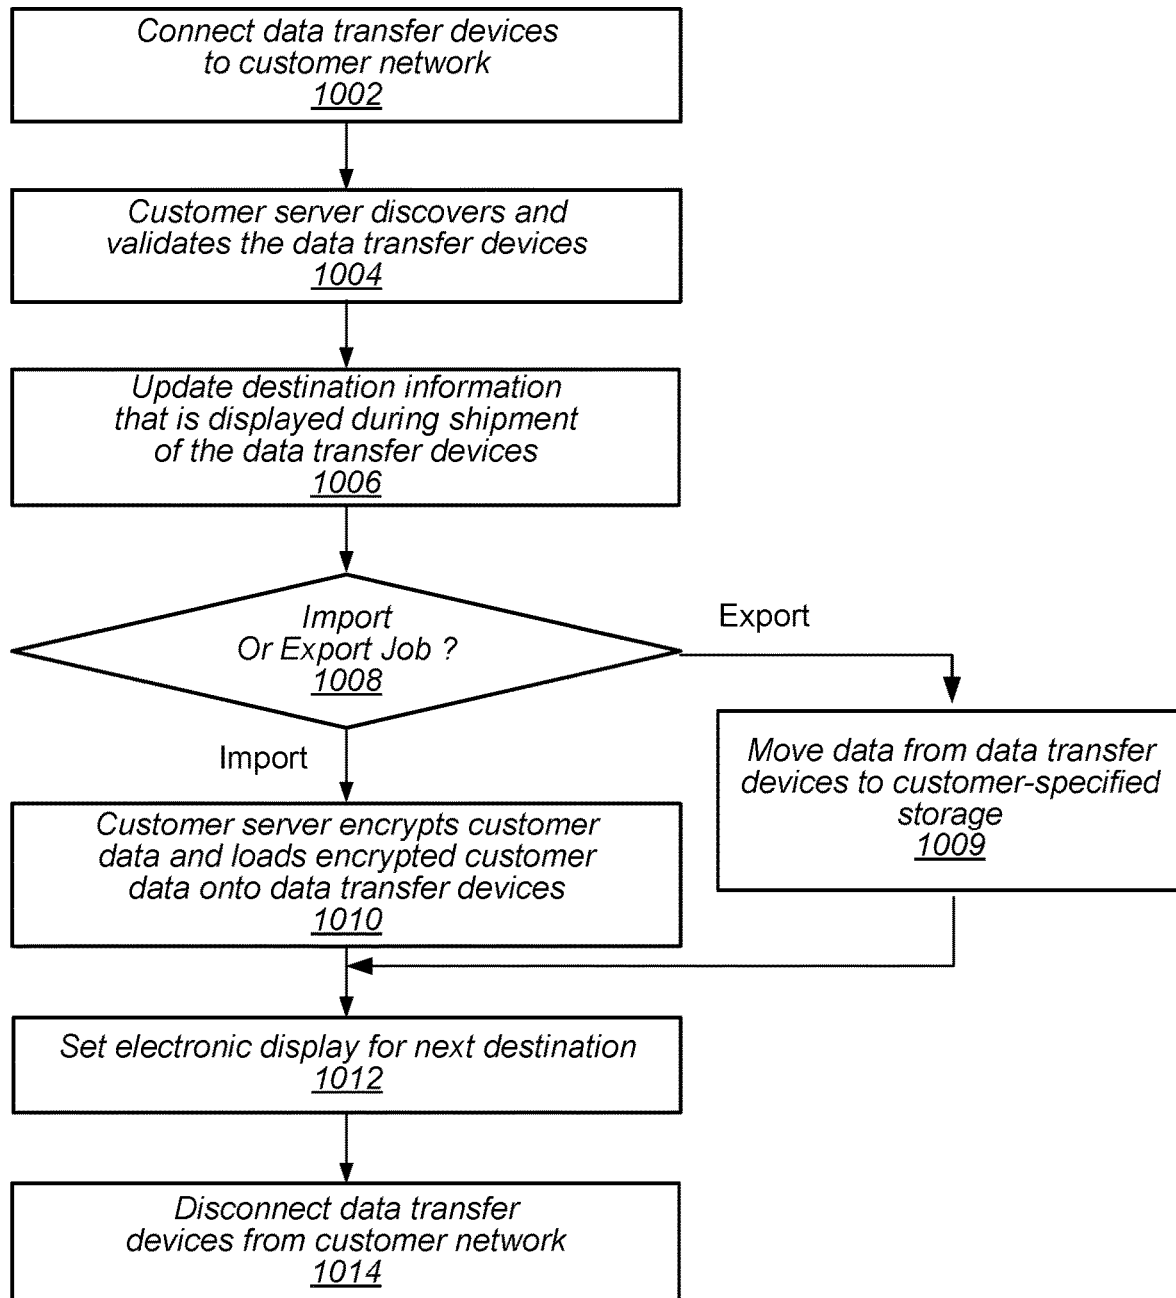 Connect data transfer devices
to customer network
1002
Customer server discovers and
validates the data transfer devices
1004
Update destination information
that is displayed during shipment
of the data transfer devices
1006
Import
Or Export Job ?
1008
Export
Import
Move data from data transfer
devices to customer-specified
storage
1009
Customer server encrypts customer
data and loads encrypted customer
data onto data transfer devices
1010
Set electronic display for next destination
1012
Disconnect data transfer
devices from customer network
1014